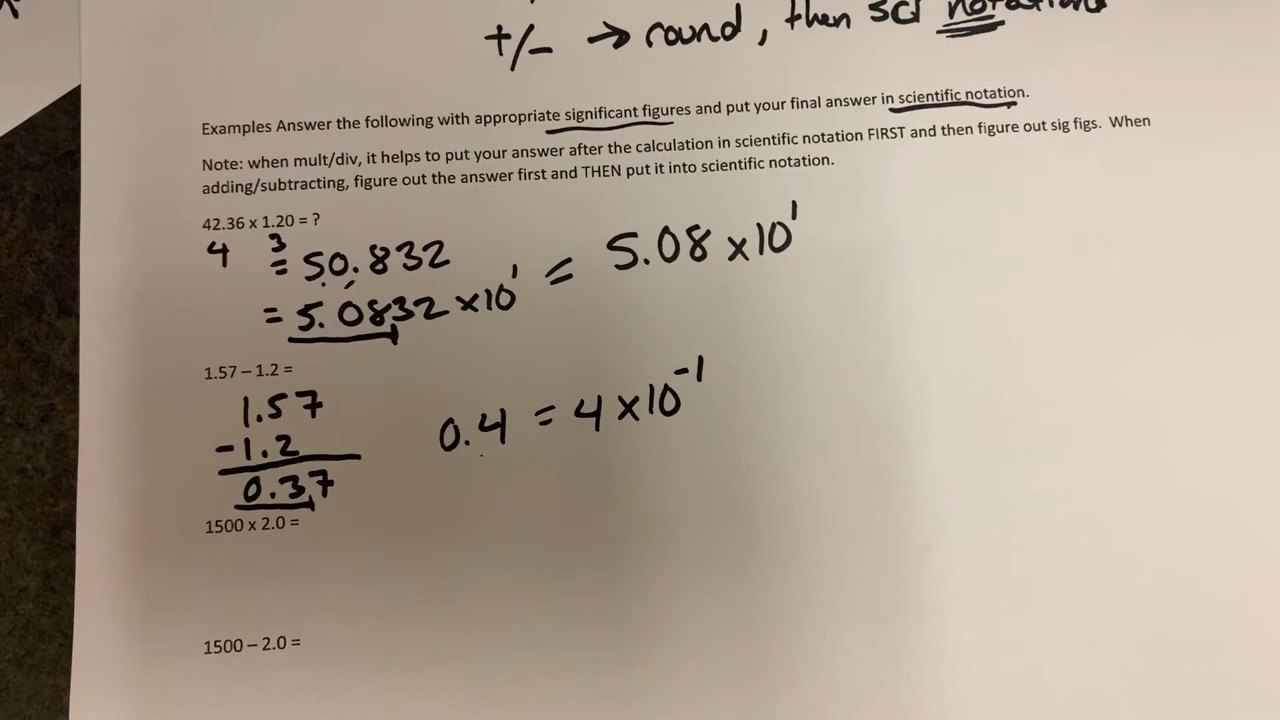 +/- → round, then sci notation
Examples Answer the following with appropriate significant figures and put your final answer in scientific notation.
Note: when mult/div, it helps to put your answer after the calculation in scientific notation FIRST and then figure out sig figs. When
adding/subtracting, figure out the answer first and THEN put it into scientific notation.
42.36 x 1.20 = ?
4 3
= 50.832
= 5.0832 x10¹ = 5.08 x10¹
1.57 – 1.2 =
1.57
-1.2
0.37
0.4 = 4 x10⁻¹
1500 x 2.0 =
1500 – 2.0 =